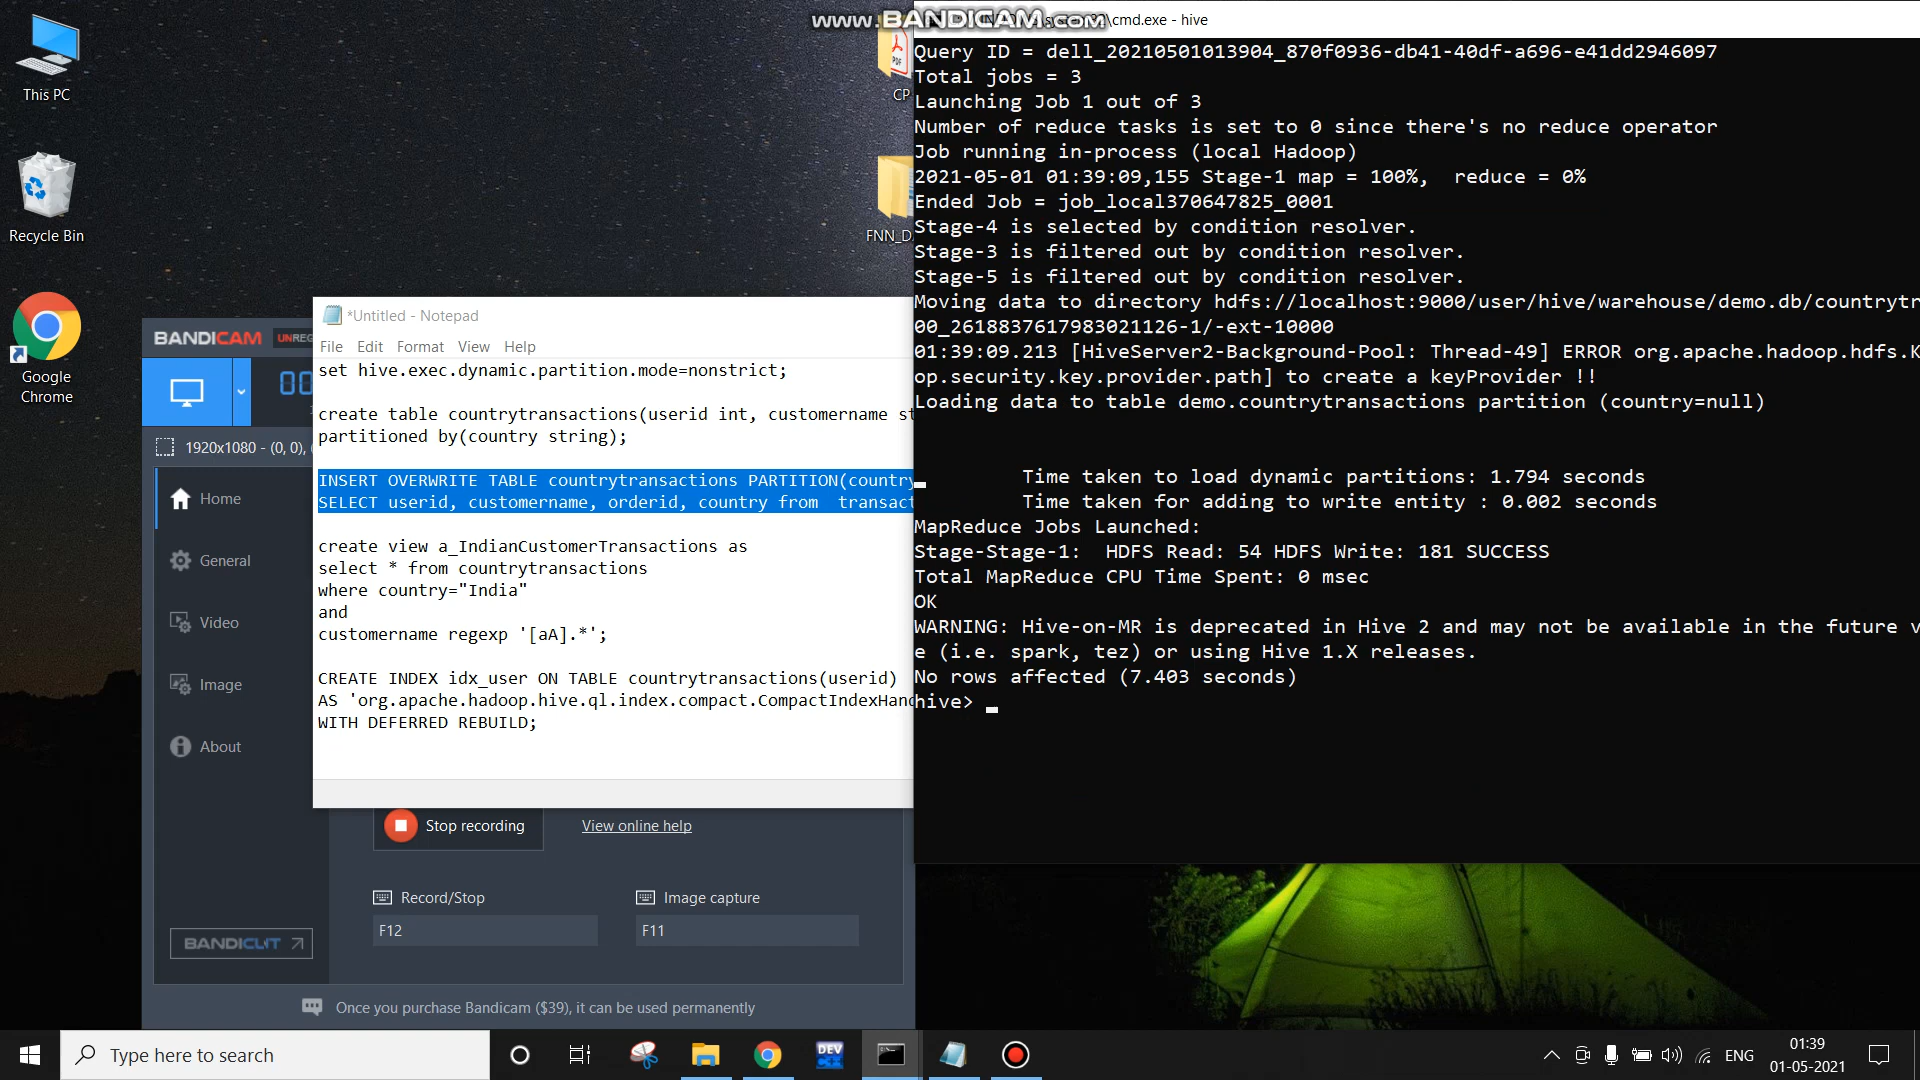 www.BANDICAM.com
cmd.exe - hive
This PC
Recycle Bin
Google
Chrome
CP
FNN_D
Query ID = dell_20210501013904_870f0936-db41-40df-a696-e41dd2946097
Total jobs = 3
Launching Job 1 out of 3
Number of reduce tasks is set to 0 since there's no reduce operator
Job running in-process (local Hadoop)
2021-05-01 01:39:09,155 Stage-1 map = 100%,  reduce = 0%
Ended Job = job_local370647825_0001
Stage-4 is selected by condition resolver.
Stage-3 is filtered out by condition resolver.
Stage-5 is filtered out by condition resolver.
Moving data to directory hdfs://localhost:9000/user/hive/warehouse/demo.db/countrytr
00_2618837617983021126-1/-ext-10000
01:39:09.213 [HiveServer2-Background-Pool: Thread-49] ERROR org.apache.hadoop.hdfs.K
op.security.key.provider.path] to create a keyProvider !!
Loading data to table demo.countrytransactions partition (country=null)
Time taken to load dynamic partitions: 1.794 seconds
Time taken for adding to write entity : 0.002 seconds
MapReduce Jobs Launched:
Stage-Stage-1:  HDFS Read: 54 HDFS Write: 181 SUCCESS
Total MapReduce CPU Time Spent: 0 msec
OK
WARNING: Hive-on-MR is deprecated in Hive 2 and may not be available in the future v
e (i.e. spark, tez) or using Hive 1.X releases.
No rows affected (7.403 seconds)
hive>
*Untitled - Notepad
File Edit Format View Help
set hive.exec.dynamic.partition.mode=nonstrict;
create table countrytransactions(userid int, customername st
partitioned by(country string);
INSERT OVERWRITE TABLE countrytransactions PARTITION(country
SELECT userid, customername, orderid, country from  transact
create view a_IndianCustomerTransactions as
select * from countrytransactions
where country="India"
and
customername regexp '[aA].*';
CREATE INDEX idx_user ON TABLE countrytransactions(userid)
AS 'org.apache.hadoop.hive.ql.index.compact.CompactIndexHand
WITH DEFERRED REBUILD;
BANDICAM UNREG
00
1920x1080 - (0, 0), (
Home
General
Video
Image
About
BANDICUT
Stop recording
View online help
Record/Stop
Image capture
F12
F11
Once you purchase Bandicam ($39), it can be used permanently
Type here to search
DEV
ENG
01:39
01-05-2021